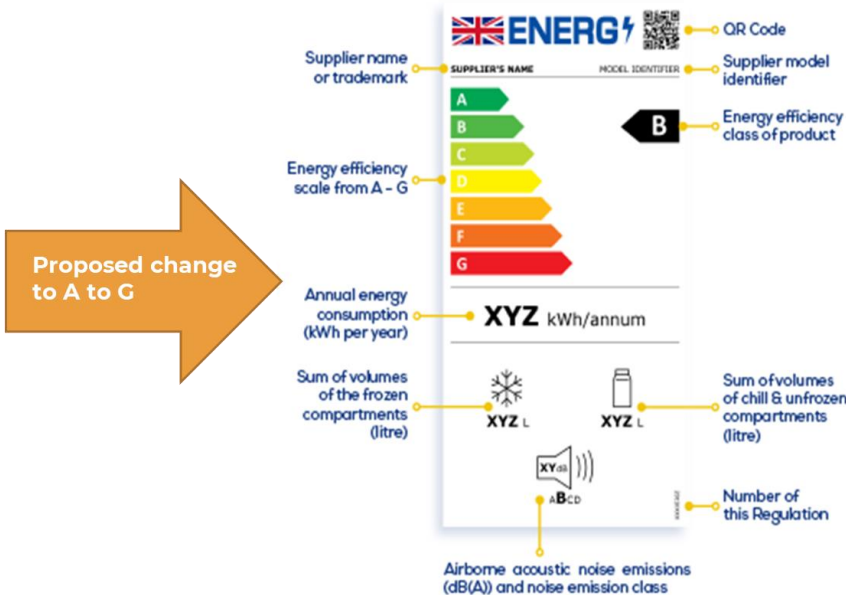 ENERG
QR Code
Supplier name
or trademark
SUPPLIER'S NAME
MODEL IDENTIFIER
Supplier model
identifier
A
B
C
D
E
F
G
B
Energy efficiency
class of product
Energy efficiency
scale from A - G
Proposed change
to A to G
Annual energy
consumption
(kWh per year)
XYZ kWh/annum
Sum of volumes
of the frozen
compartments
(litre)
XYZ L
XYZ L
Sum of volumes
of chill & unfrozen
compartments
(litre)
XYdB
ABCD
Number of
this Regulation
Airborne acoustic noise emissions
(dB(A)) and noise emission class